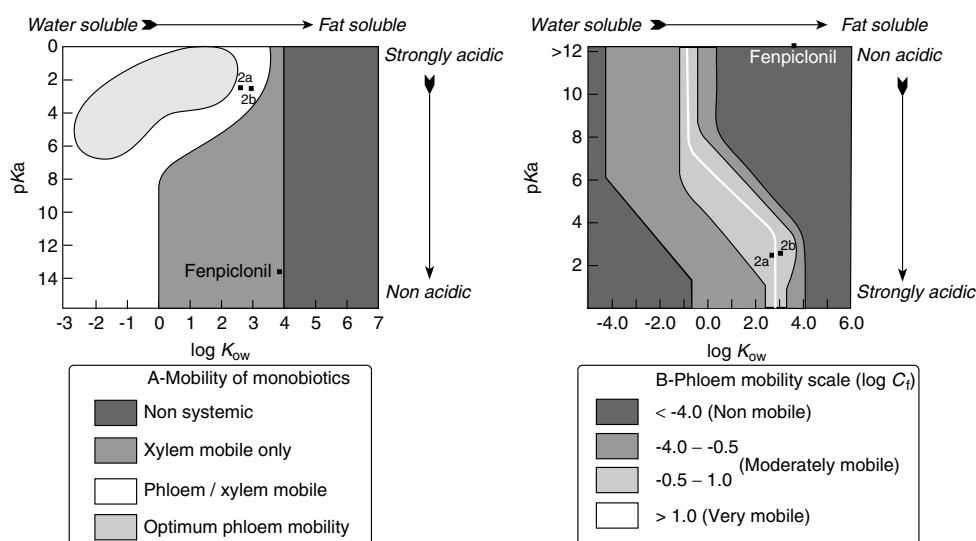 Water soluble Fat soluble
0
2
4
6
8
10
12
14
pKa
Strongly acidic
Non acidic
2a
2b
Fenpiclonil
-3 -2 -1 0 1 2 3 4 5 6 7
log Kow
A-Mobility of monobiotics
Non systemic
Xylem mobile only
Phloem / xylem mobile
Optimum phloem mobility
Water soluble Fat soluble
>12
10
8
6
4
2
pKa
Fenpiclonil
Non acidic
Strongly acidic
2b
2a
-4.0 -2.0 0.0 2.0 4.0 6.0
log Kow
B-Phloem mobility scale (log Cf)
< -4.0 (Non mobile)
-4.0 – -0.5
(Moderately mobile)
-0.5 – 1.0
> 1.0 (Very mobile)